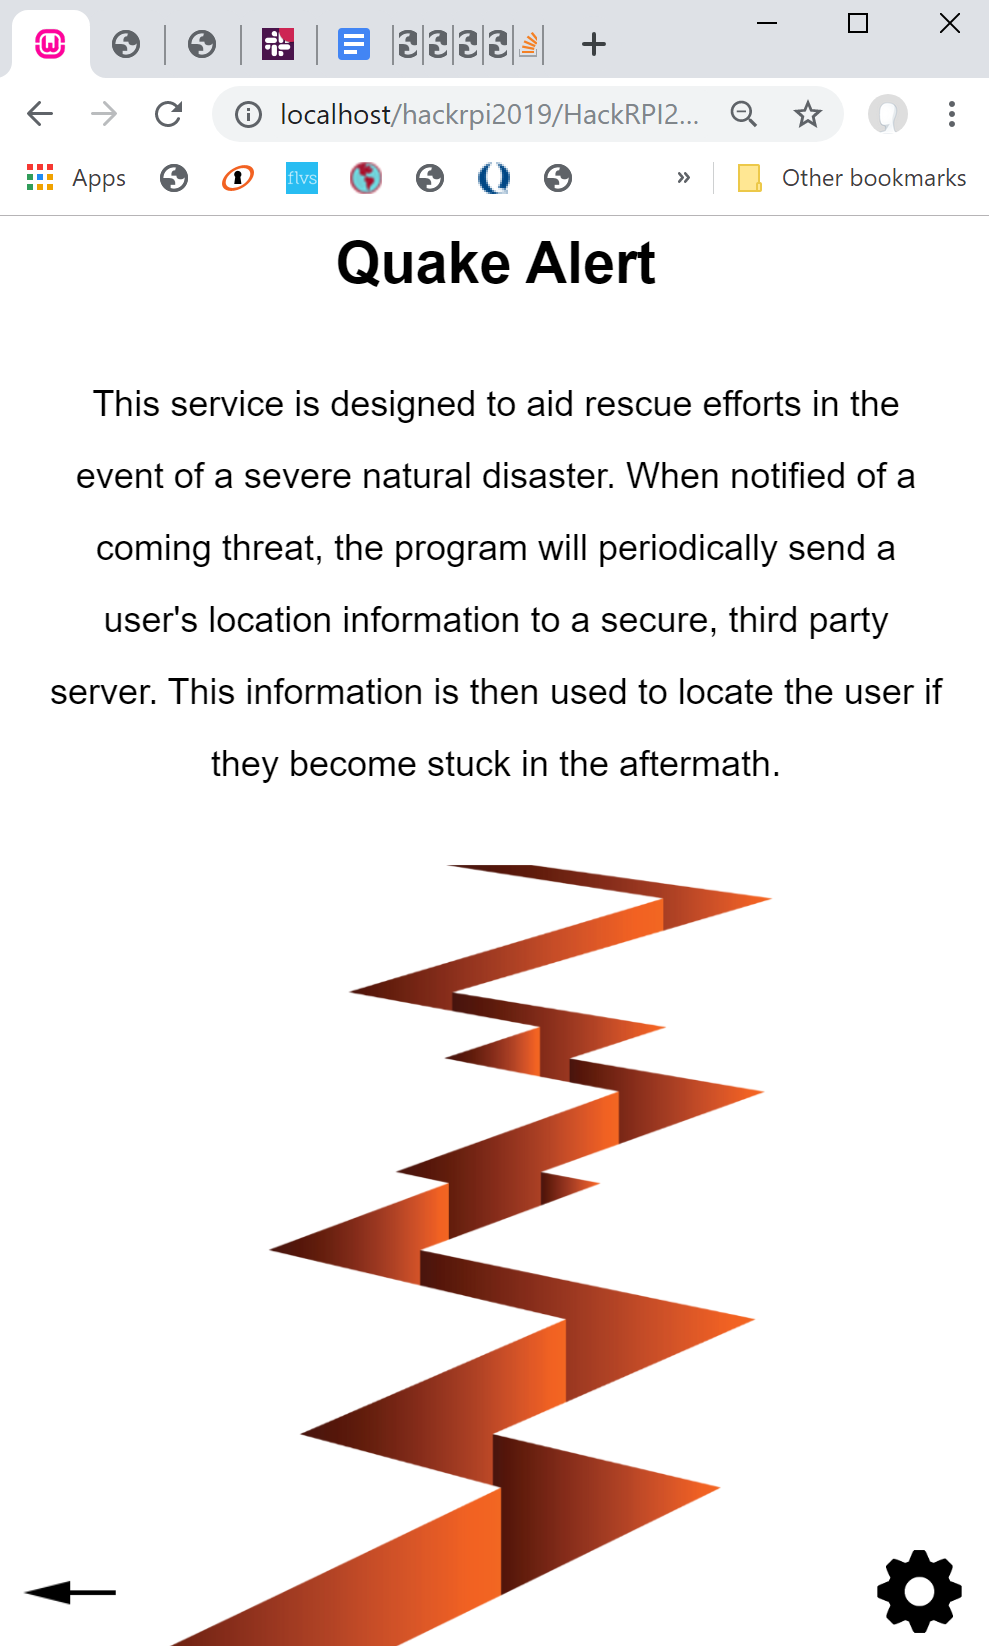 localhost/hackrpi2019/HackRPI2...
Apps
flvs
»
Other bookmarks
Quake Alert
This service is designed to aid rescue efforts in the
event of a severe natural disaster. When notified of a
coming threat, the program will periodically send a
user's location information to a secure, third party
server. This information is then used to locate the user if
they become stuck in the aftermath.